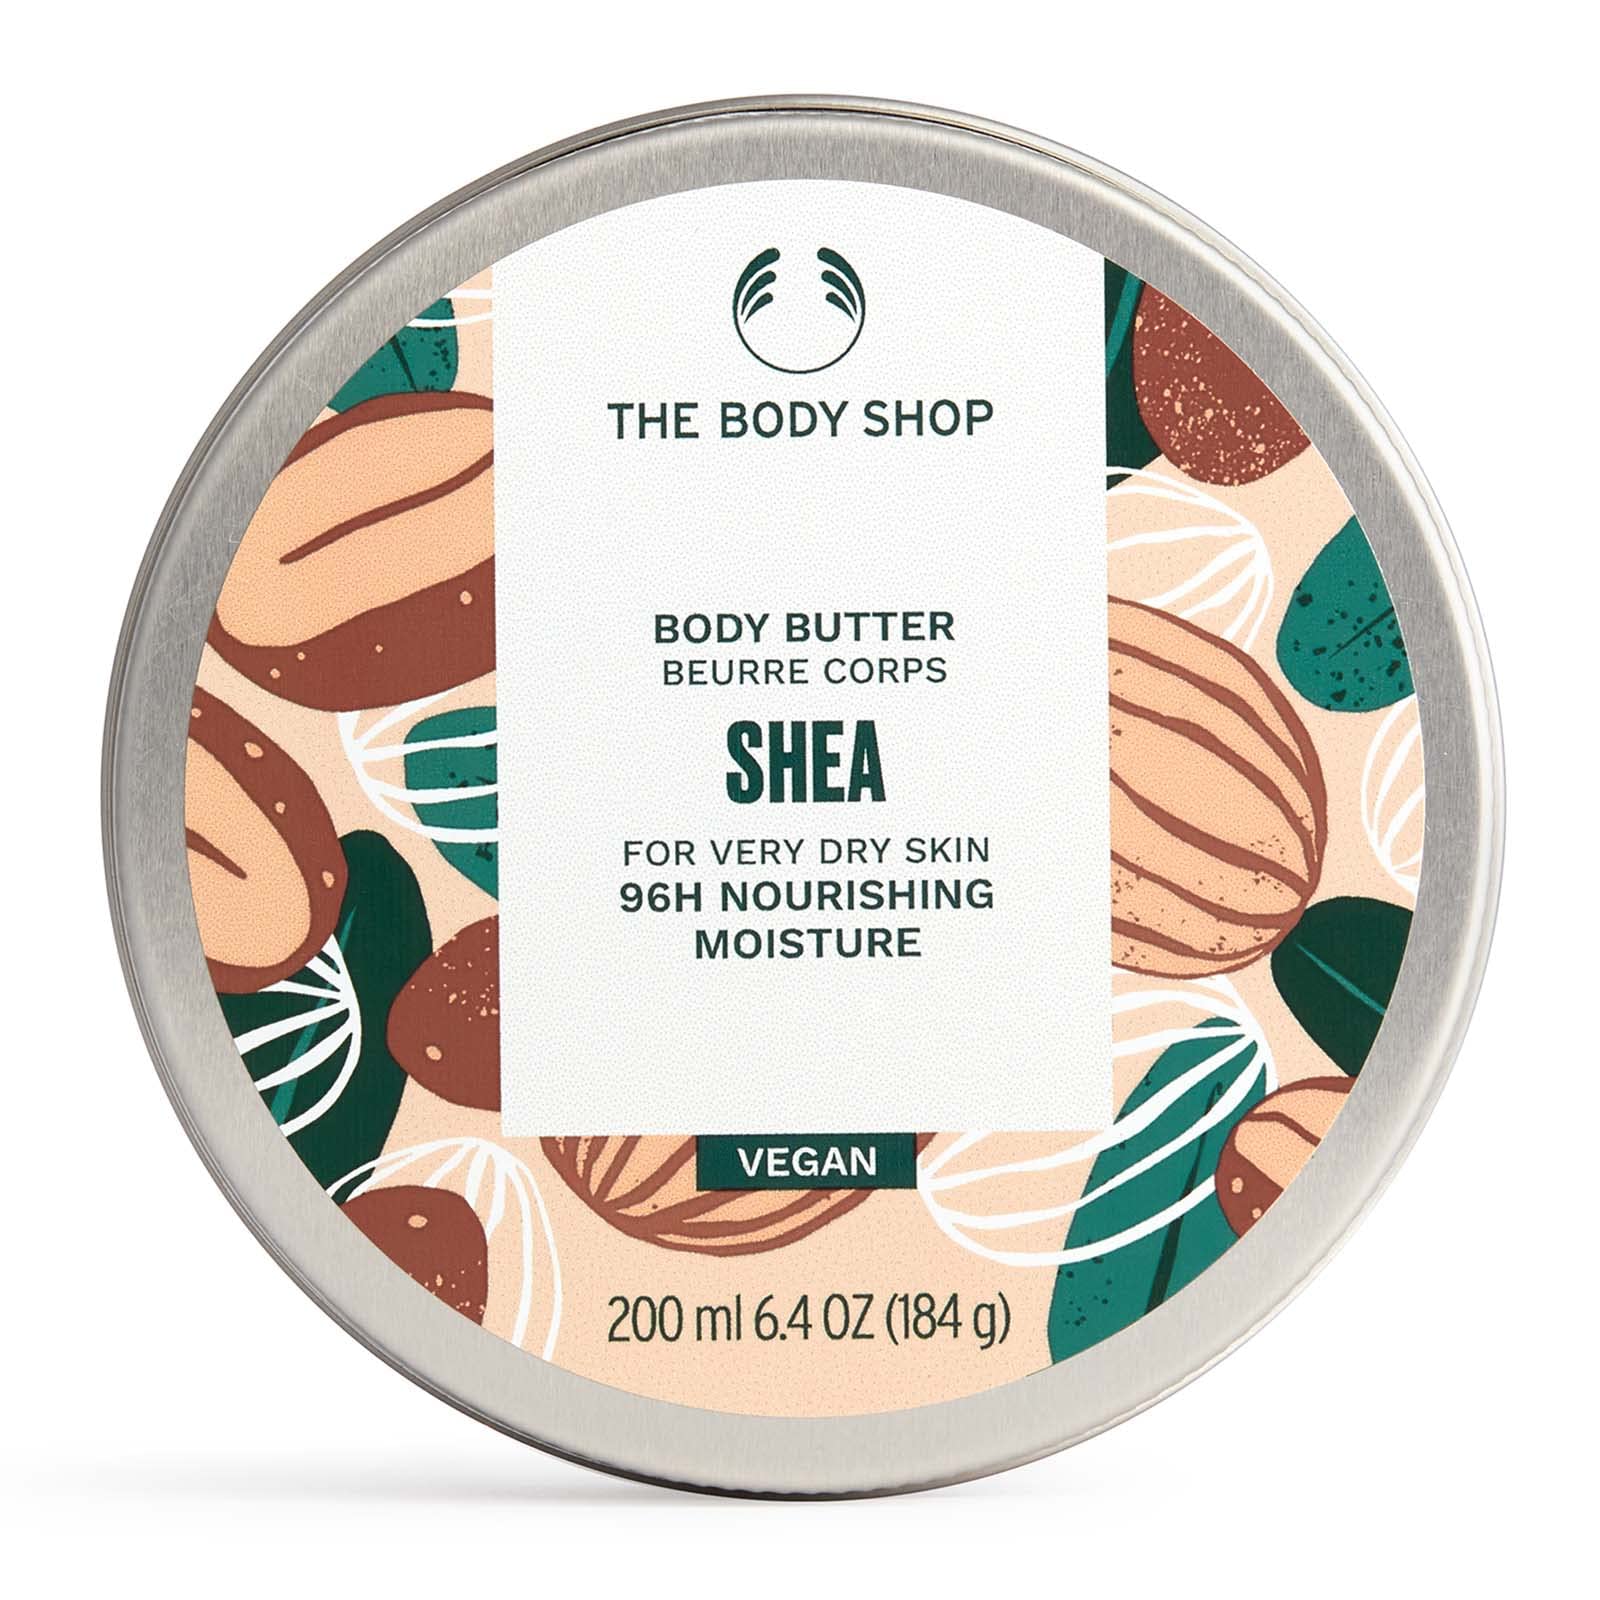 THE BODY SHOP
BODY BUTTER
BEURRE CORPS
SHEA
FOR VERY DRY SKIN
96H NOURISHING
MOISTURE
VEGAN
200 ml 6.4 OZ (184 g)